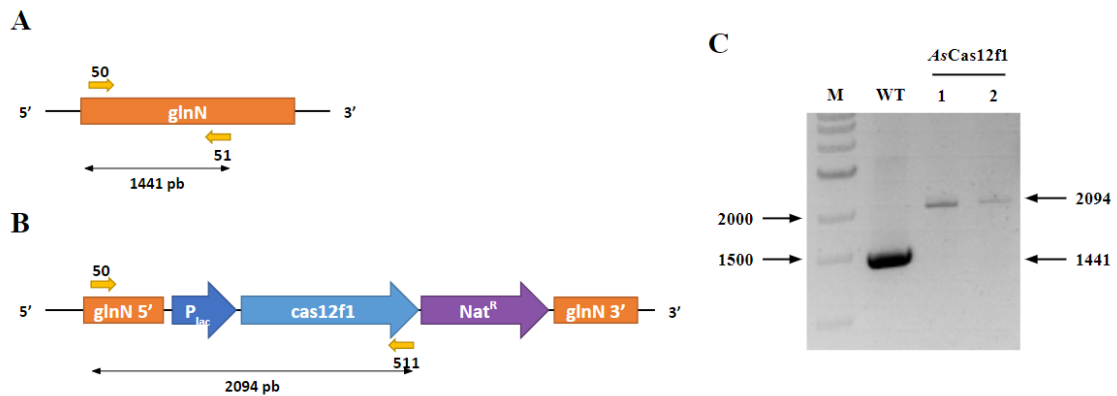 A
50
5’ glnN 3’
51
1441 pb
B
50
5’ glnN 5’ Plac cas12f1 NatR glnN 3’ 3’
511
2094 pb
C
AsCas12f1
M WT 1 2
2094
2000
1500 1441